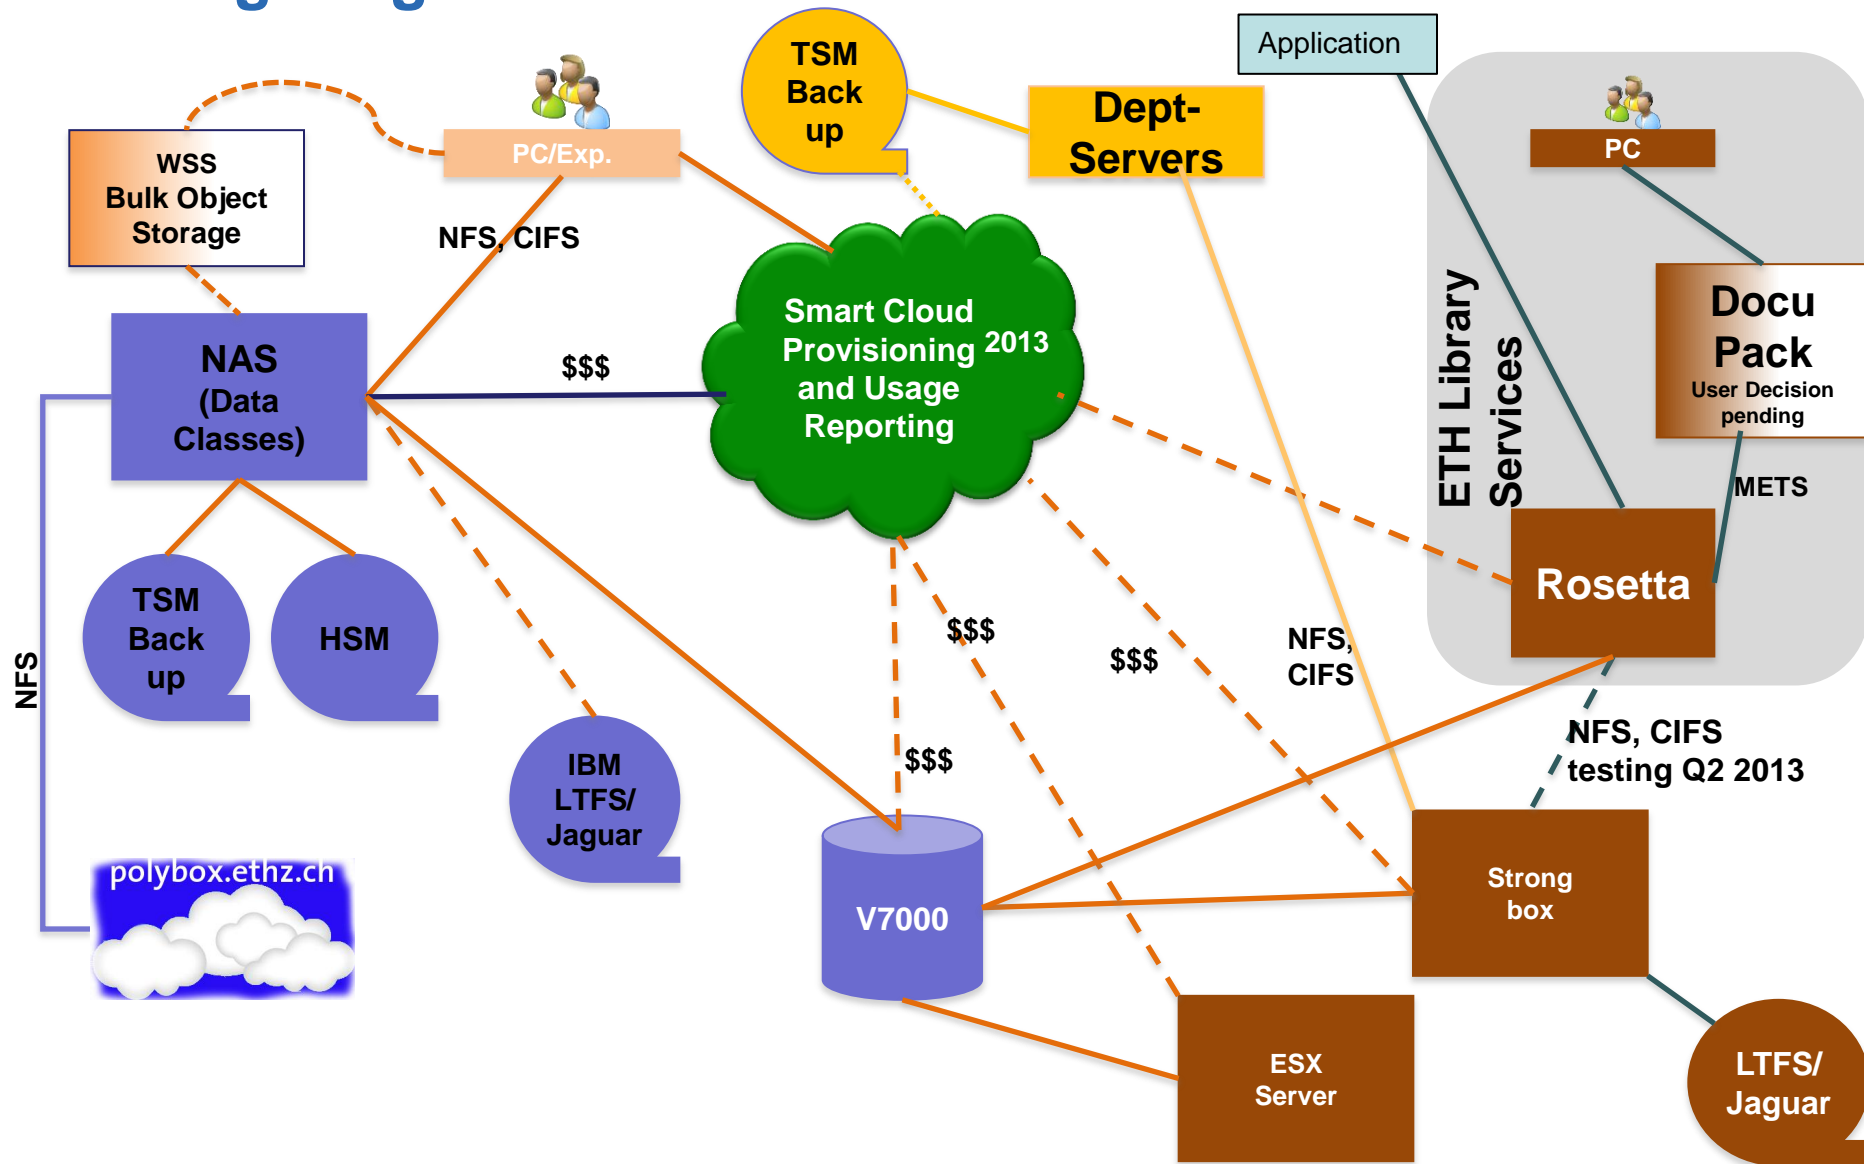 TSM
Back
up
Dept-
Servers
Application
WSS
Bulk Object
Storage
PC/Exp.
PC
NFS, CIFS
ETH Library
Services
Docu
Pack
User Decision
pending
METS
NAS
(Data
Classes)
$$$
Smart Cloud
Provisioning 2013
and Usage
Reporting
Rosetta
TSM
Back
up
HSM
NFS
$$$
$$$
NFS,
CIFS
NFS, CIFS
testing Q2 2013
IBM
LTFS/
Jaguar
$$$
polybox.ethz.ch
V7000
Strong
box
ESX
Server
LTFS/
Jaguar